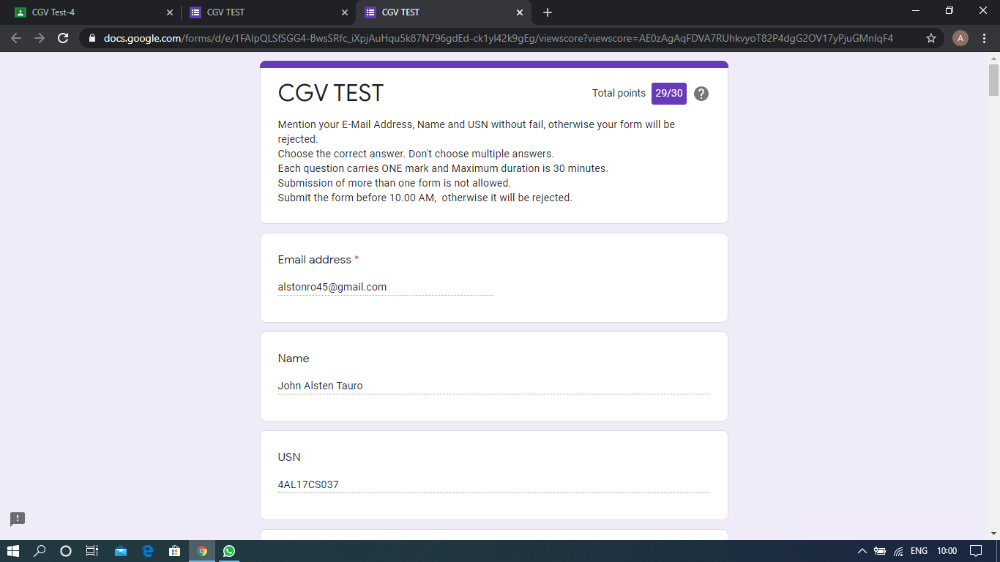 CGV Test-4
CGV TEST
CGV TEST
docs.google.com/forms/d/e/1FAIpQLSfSGG4-BwsSRfc_iXpjAuHqu5k87N796gdEd-ck1yI42k9gEg/viewscore?viewscore=AE0zAgAqFDVA7RUhkvyoT82P4dgG2OV17yPjuGMnIqF4
A
CGV TEST
Total points 29/30
Mention your E-Mail Address, Name and USN without fail, otherwise your form will be
rejected.
Choose the correct answer. Don't choose multiple answers.
Each question carries ONE mark and Maximum duration is 30 minutes.
Submission of more than one form is not allowed.
Submit the form before 10.00 AM,  otherwise it will be rejected.
Email address *
alstonro45@gmail.com
Name
John Alsten Tauro
USN
4AL17CS037
ENG 10:00